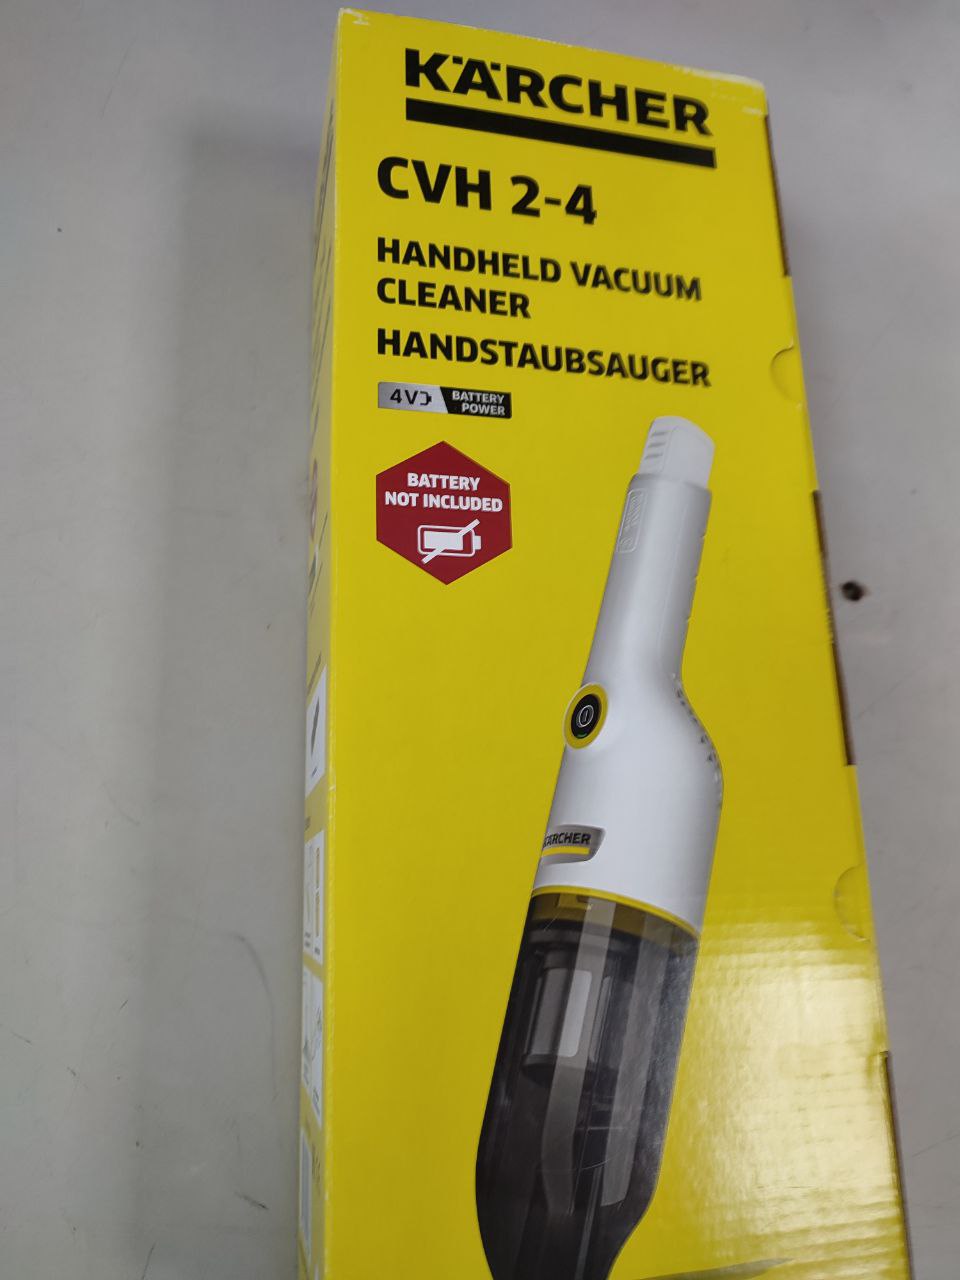 KÄRCHER
CVH 2-4
HANDHELD VACUUM
CLEANER
HANDSTAUBSAUGER
4V BATTERY
POWER
BATTERY
NOT INCLUDED
KÄRCHER